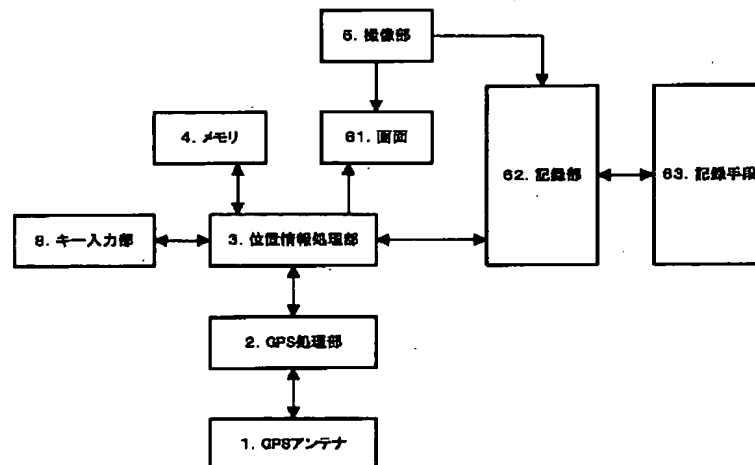 5. 撮像部
4. メモリ
61. 画面
62. 記録部
63. 記録手段
8. キー入力部
3. 位置情報処理部
2. GPS処理部
1. GPSアンテナ